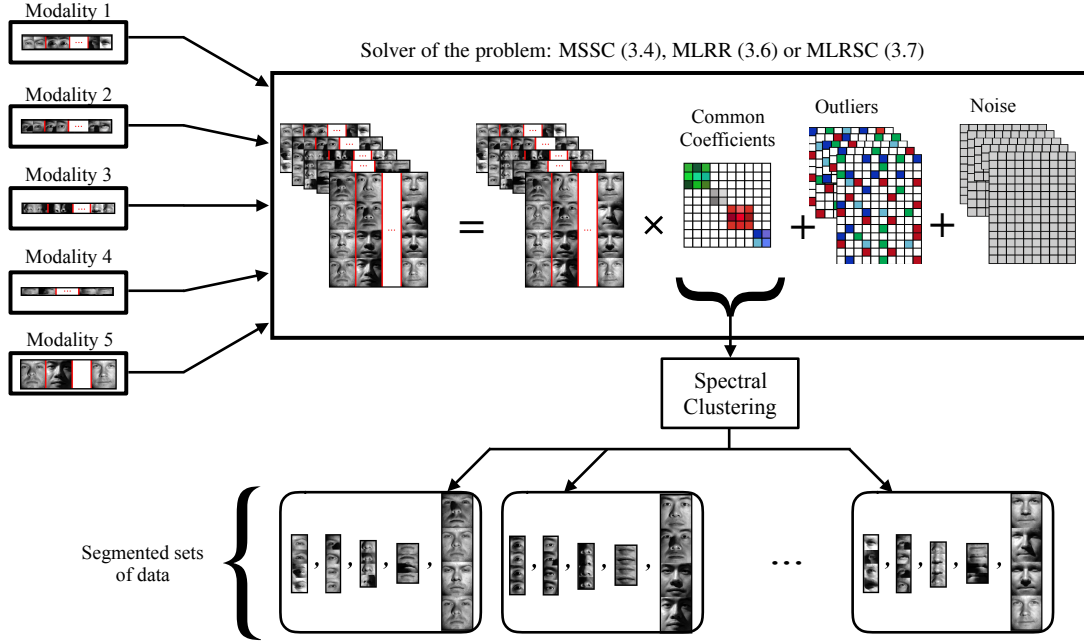 Modality 1
Modality 2
Modality 3
Modality 4
Modality 5
Solver of the problem: MSSC (3.4), MLRR (3.6) or MLRSC (3.7)
=
×
Common
Coefficients
+
Outliers
+
Noise
Spectral
Clustering
Segmented sets
of data
, , , ,
, , , ,
...
, , , ,